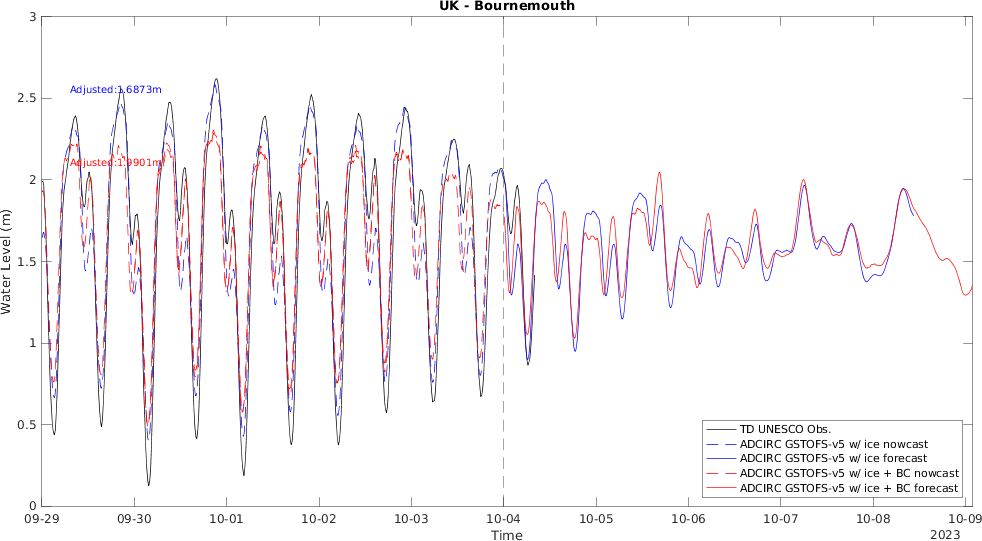 UK - Bournemouth
3
2.5
2
1.5
1
0.5
0
Water Level (m)
Adjusted:1.6873m
Adjusted:1.9901m
TD UNESCO Obs.
ADCIRC GSTOFS-v5 w/ ice nowcast
ADCIRC GSTOFS-v5 w/ ice forecast
ADCIRC GSTOFS-v5 w/ ice + BC nowcast
ADCIRC GSTOFS-v5 w/ ice + BC forecast
09-29 09-30 10-01 10-02 10-03 10-04 10-05 10-06 10-07 10-08 10-09
Time
2023